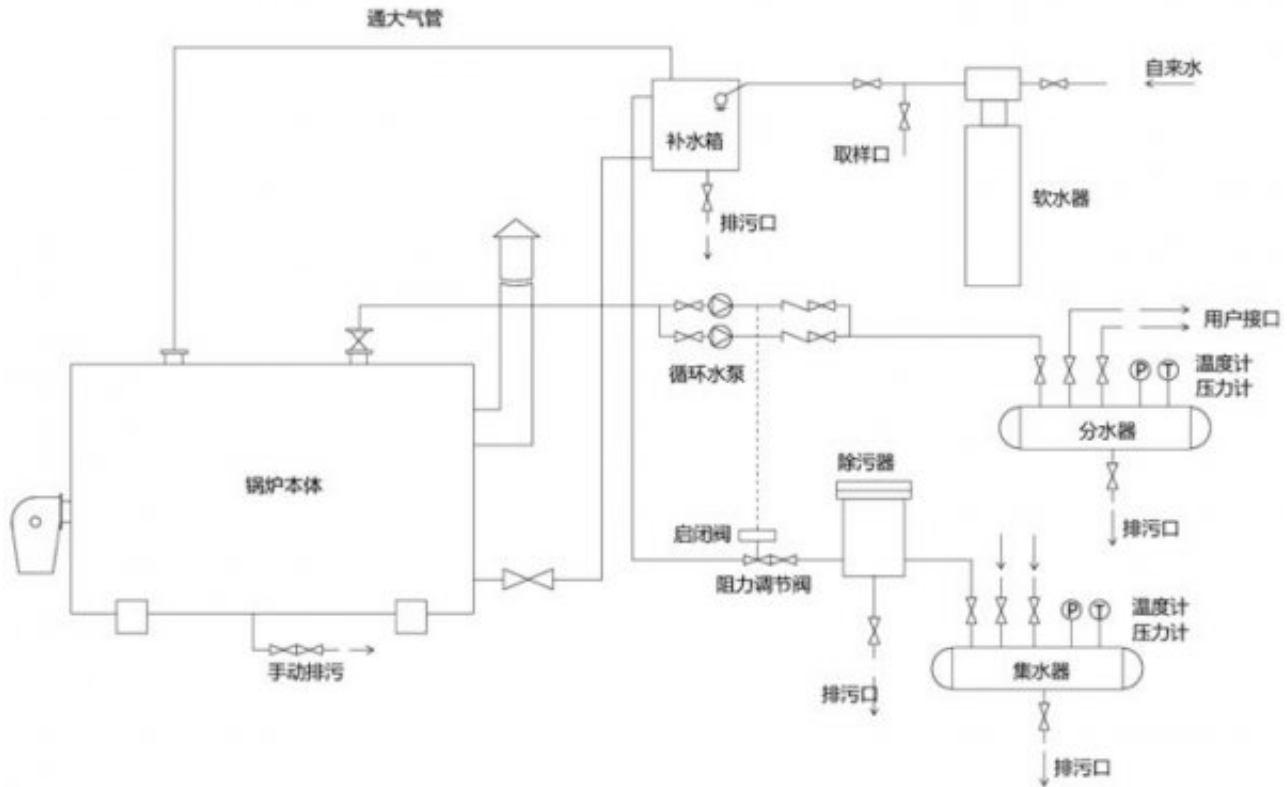 通大气管
自来水
补水箱
取样口
软水器
排污口
用户接口
循环水泵
温度计
压力计
P
T
分水器
除污器
锅炉本体
启闭阀
排污口
阻力调节阀
温度计
压力计
P
T
手动排污
集水器
排污口
排污口